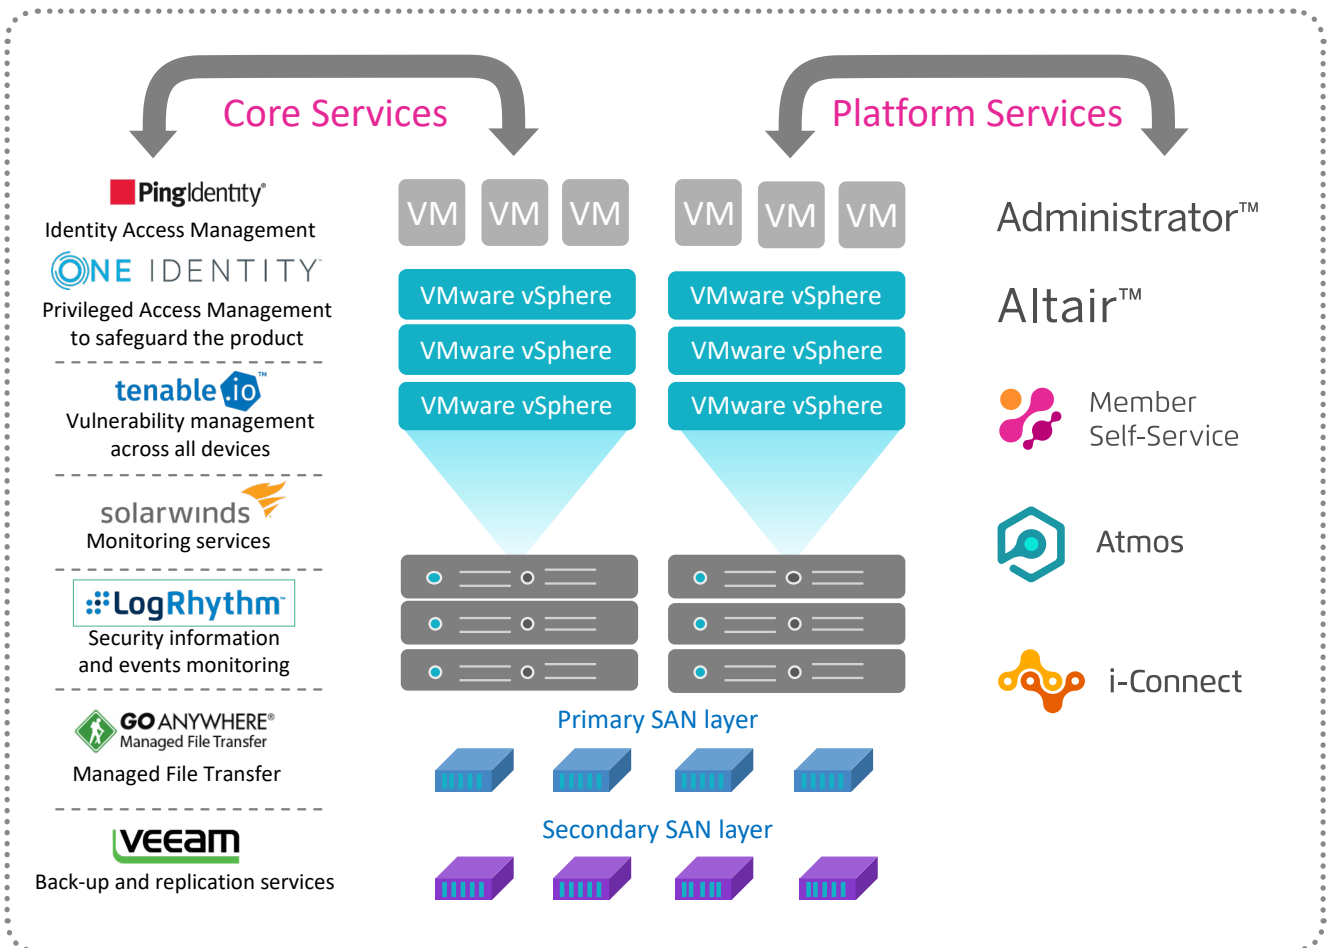 Core Services
Platform Services
PingIdentity®
Identity Access Management
ONE IDENTITY™
Privileged Access Management
to safeguard the product
tenable.io™
Vulnerability management
across all devices
solarwinds
Monitoring services
LogRhythm™
Security information
and events monitoring
GO ANYWHERE®
Managed File Transfer
Managed File Transfer
veeam
Back-up and replication services
VM VM VM
VMware vSphere
VMware vSphere
VMware vSphere
VM VM VM
VMware vSphere
VMware vSphere
VMware vSphere
Primary SAN layer
Secondary SAN layer
Administrator™
Altair™
Member
Self-Service
Atmos
i-Connect